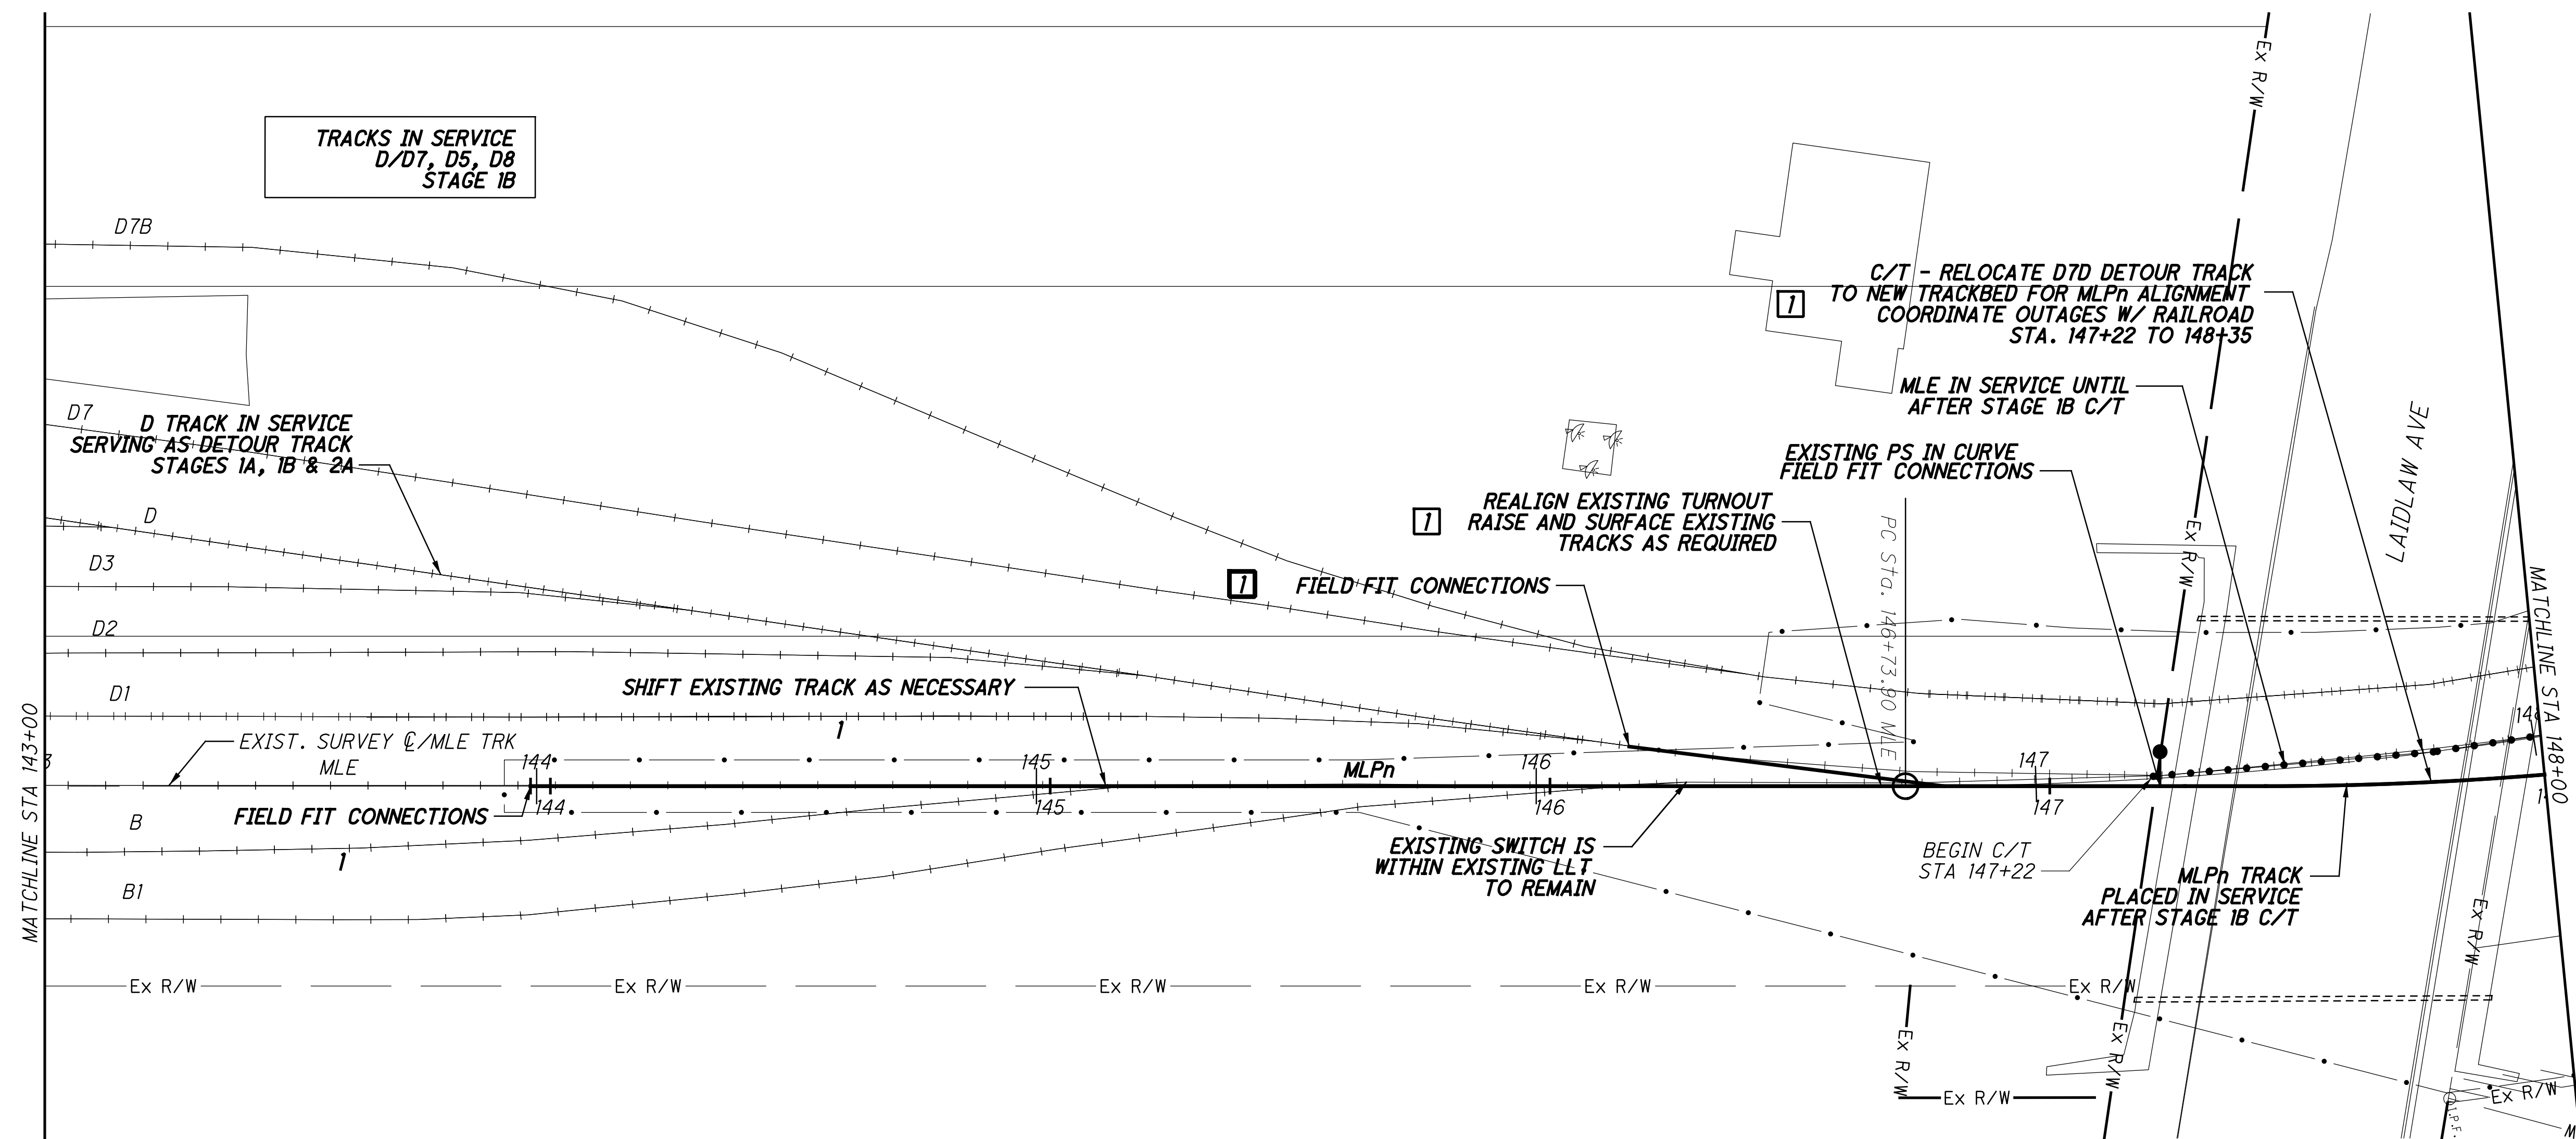 TRACKS IN SERVICE
D/D7, D5, D8
STAGE 1B
D7B
D7
D TRACK IN SERVICE
SERVING AS DETOUR TRACK
STAGES 1A, 1B & 2A
D
D3
D2
D1
EXIST. SURVEY ℄/MLE TRK
MLE
FIELD FIT CONNECTIONS
B
1
B1
MATCHLINE STA 143+00
3
SHIFT EXISTING TRACK AS NECESSARY
1
144
144
145
145
MLPn
146
146
147
147
1
FIELD FIT CONNECTIONS
1
REALIGN EXISTING TURNOUT
RAISE AND SURFACE EXISTING
TRACKS AS REQUIRED
EXISTING SWITCH IS
WITHIN EXISTING LLT
TO REMAIN
PC Sta. 146+73.90 MLE
1
C/T - RELOCATE D7D DETOUR TRACK
TO NEW TRACKBED FOR MLPn ALIGNMENT
COORDINATE OUTAGES W/ RAILROAD
STA. 147+22 TO 148+35
MLE IN SERVICE UNTIL
AFTER STAGE 1B C/T
EXISTING PS IN CURVE
FIELD FIT CONNECTIONS
BEGIN C/T
STA 147+22
MLPn TRACK
PLACED IN SERVICE
AFTER STAGE 1B C/T
LAIDLAW AVE
MATCHLINE STA 148+00
14
1
Ex R/W
Ex R/W
Ex R/W
Ex R/W
Ex R/W
Ex R/W
Ex R/W
Ex R/W
Ex R/W
Ex R/W
Ex R/W
Ex R/W
I.P.F.
M